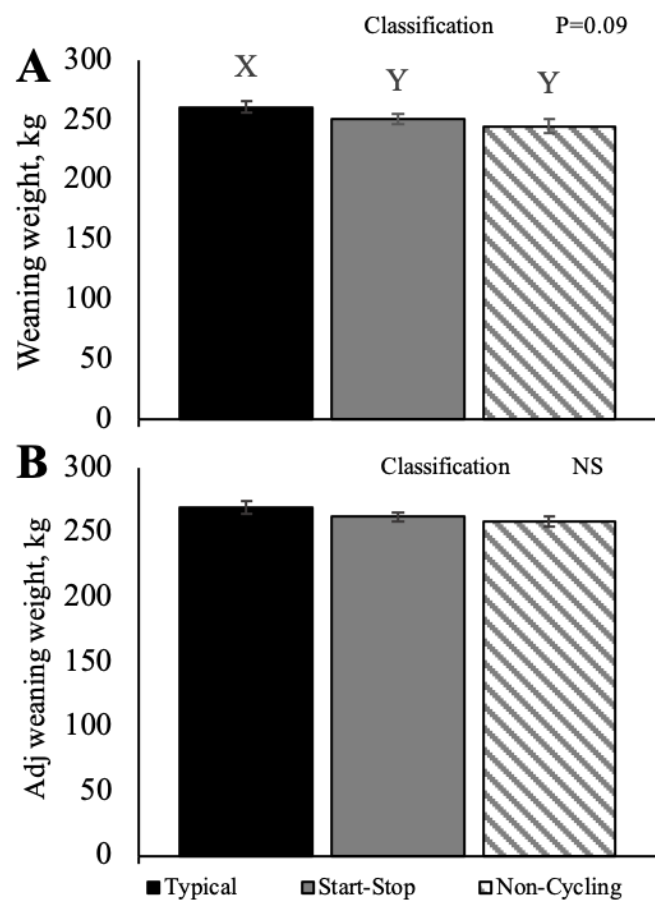 Classification P=0.09
A
X Y Y
Weaning weight, kg
300
250
200
150
100
50
0
B
Classification NS
Adj weaning weight, kg
300
250
200
150
100
50
0
Typical Start-Stop Non-Cycling